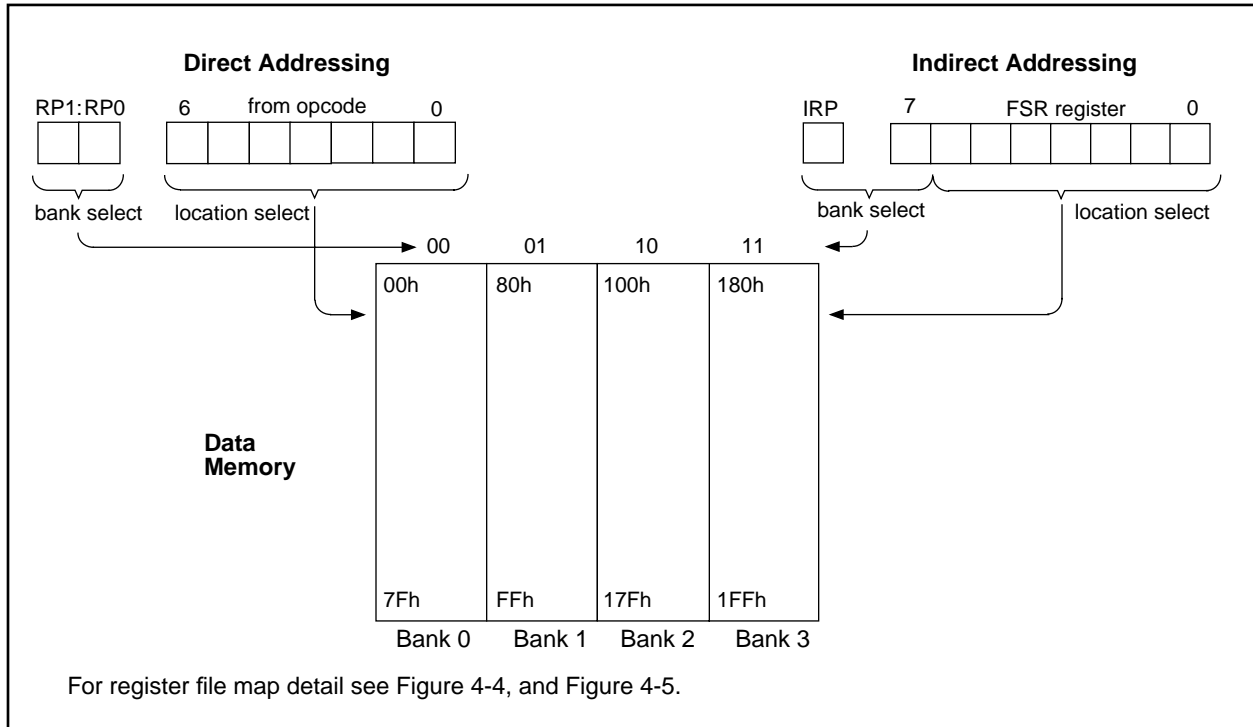 Direct Addressing
Indirect Addressing
RP1:RP0 6 from opcode 0
IRP 7 FSR register 0
bank select location select
bank select location select
00 01 10 11
00h 80h 100h 180h
Data
Memory
7Fh FFh 17Fh 1FFh
Bank 0 Bank 1 Bank 2 Bank 3
For register file map detail see Figure 4-4, and Figure 4-5.